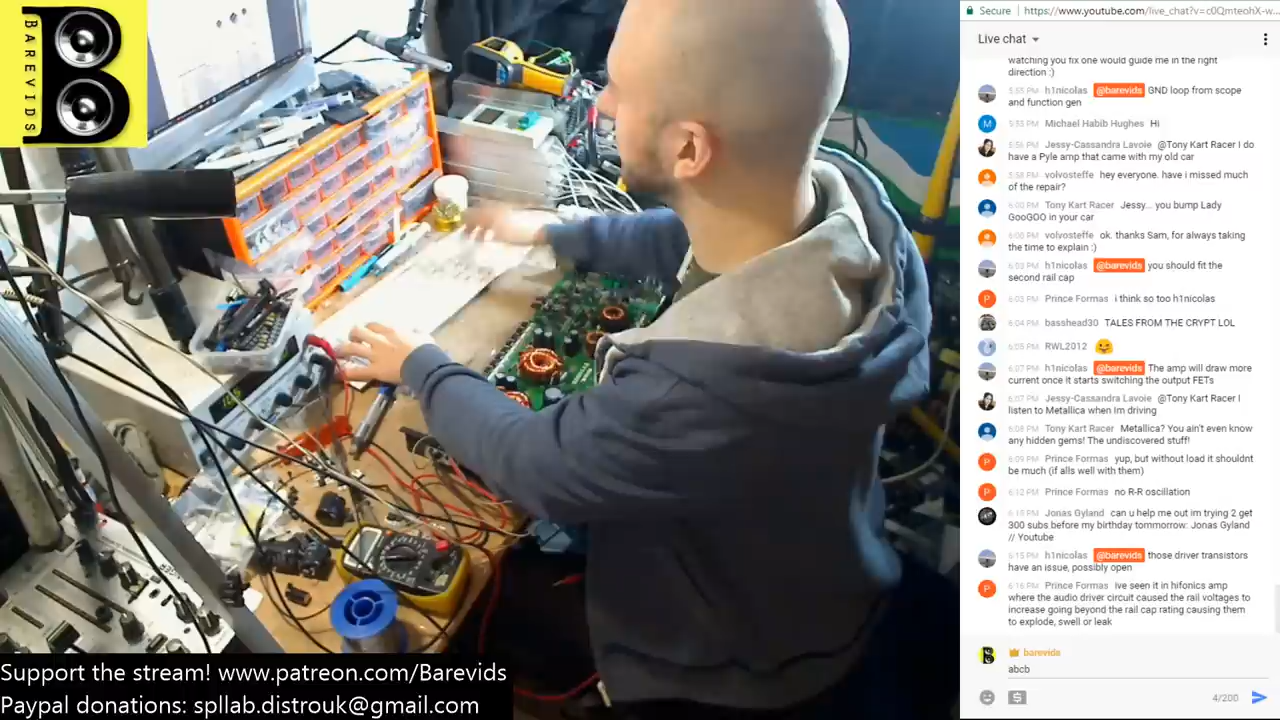 BAREVIDS
Support the stream! www.patreon.com/Barevids
Paypal donations: spllab.distrouk@gmail.com
Secure https://www.youtube.com/live_chat?v=c0QmteohX-w...
Live chat
watching you fix one would guide me in the right
direction :)
5:55 PM h1nicolas @barevids GND loop from scope
and function gen
M 5:55 PM Michael Habib Hughes Hi
5:56 PM Jessy-Cassandra Lavoie @Tony Kart Racer I do
have a Pyle amp that came with my old car
5:58 PM volvosteffe hey everyone. have i missed much
of the repair?
6:00 PM Tony Kart Racer Jessy... you bump Lady
GooGOO in your car
6:00 PM volvosteffe ok. thanks Sam, for always taking
the time to explain :)
6:03 PM h1nicolas @barevids you should fit the
second rail cap
P 6:03 PM Prince Formas i think so too h1nicolas
6:04 PM basshead30 TALES FROM THE CRYPT LOL
6:05 PM RWL2012
6:07 PM h1nicolas @barevids The amp will draw more
current once it starts switching the output FETs
6:07 PM Jessy-Cassandra Lavoie @Tony Kart Racer I
listen to Metallica when Im driving
6:08 PM Tony Kart Racer Metallica? You ain't even know
any hidden gems! The undiscovered stuff!
P 6:09 PM Prince Formas yup, but without load it shouldnt
be much (if alls well with them)
P 6:12 PM Prince Formas no R-R oscillation
Jonas Gyland can u help me out im trying 2 get
300 subs before my birthday tommorrow: Jonas Gyland
// Youtube
6:15 PM h1nicolas @barevids those driver transistors
have an issue, possibly open
P 6:16 PM Prince Formas ive seen it in hifonics amp
where the audio driver circuit caused the rail voltages to
increase going beyond the rail cap rating causing them
to explode, swell or leak
barevids
abcb
4/200